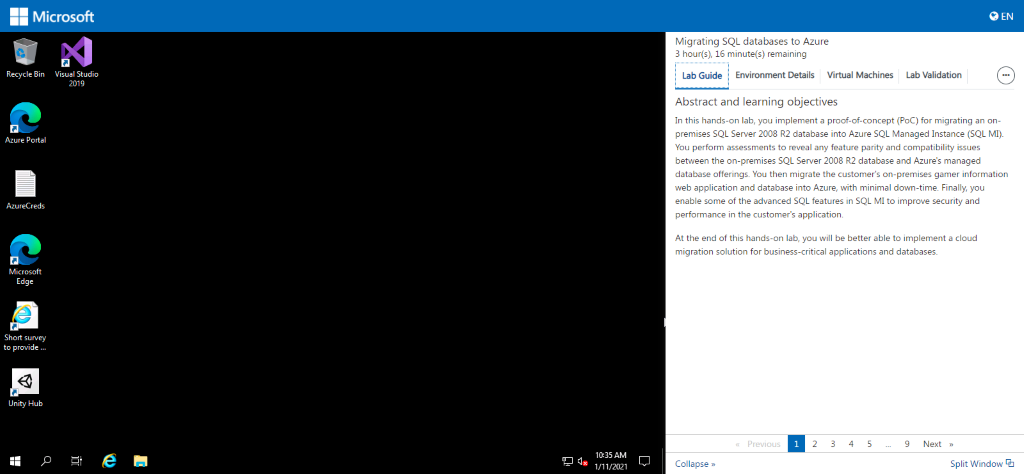 Microsoft
EN
Recycle Bin
Visual Studio
2019
Azure Portal
AzureCreds
Microsoft
Edge
Short survey
to provide ...
Unity Hub
10:35 AM
1/11/2021
Migrating SQL databases to Azure
3 hour(s), 16 minute(s) remaining
Lab Guide Environment Details Virtual Machines Lab Validation
Abstract and learning objectives
In this hands-on lab, you implement a proof-of-concept (PoC) for migrating an on-
premises SQL Server 2008 R2 database into Azure SQL Managed Instance (SQL MI).
You perform assessments to reveal any feature parity and compatibility issues
between the on-premises SQL Server 2008 R2 database and Azure's managed
database offerings. You then migrate the customer's on-premises gamer information
web application and database into Azure, with minimal down-time. Finally, you
enable some of the advanced SQL features in SQL MI to improve security and
performance in the customer's application.
At the end of this hands-on lab, you will be better able to implement a cloud
migration solution for business-critical applications and databases.
« Previous 1 2 3 4 5 ... 9 Next »
Collapse » Split Window